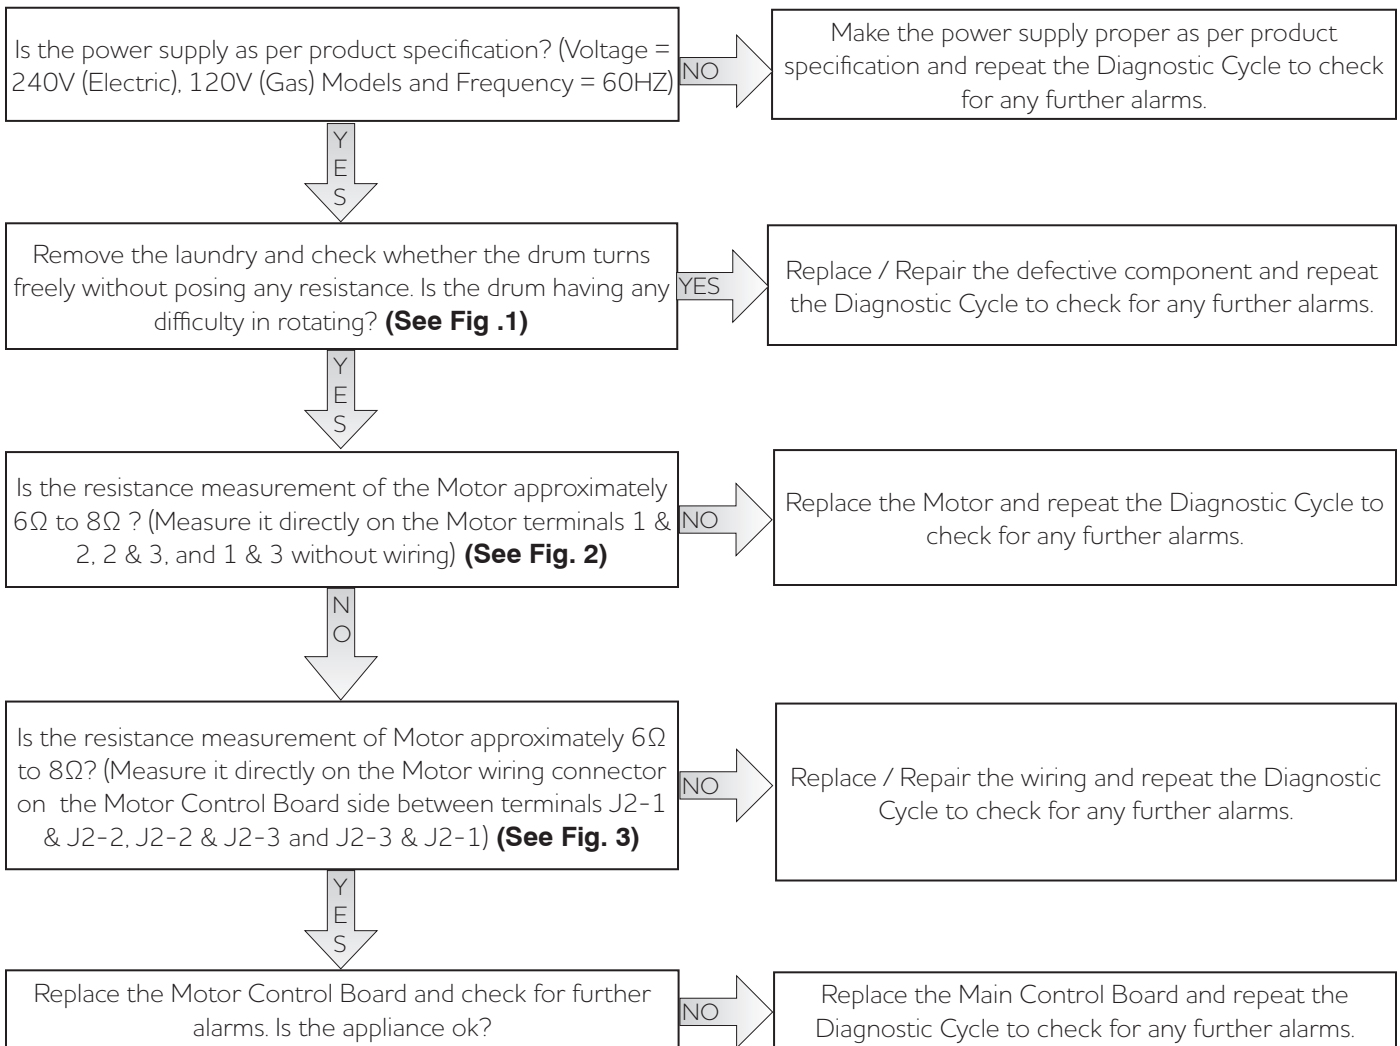 Is the power supply as per product specification? (Voltage =
240V (Electric), 120V (Gas) Models and Frequency = 60HZ)
NO
Make the power supply proper as per product
specification and repeat the Diagnostic Cycle to check
for any further alarms.
YES
Remove the laundry and check whether the drum turns
freely without posing any resistance. Is the drum having any
difficulty in rotating? (See Fig .1)
YES
Replace / Repair the defective component and repeat
the Diagnostic Cycle to check for any further alarms.
YES
Is the resistance measurement of the Motor approximately
6Ω to 8Ω ? (Measure it directly on the Motor terminals 1 &
2, 2 & 3, and 1 & 3 without wiring) (See Fig. 2)
NO
Replace the Motor and repeat the Diagnostic Cycle to
check for any further alarms.
NO
Is the resistance measurement of Motor approximately 6Ω
to 8Ω? (Measure it directly on the Motor wiring connector
on the Motor Control Board side between terminals J2-1
& J2-2, J2-2 & J2-3 and J2-3 & J2-1) (See Fig. 3)
NO
Replace / Repair the wiring and repeat the Diagnostic
Cycle to check for any further alarms.
YES
Replace the Motor Control Board and check for further
alarms. Is the appliance ok?
NO
Replace the Main Control Board and repeat the
Diagnostic Cycle to check for any further alarms.